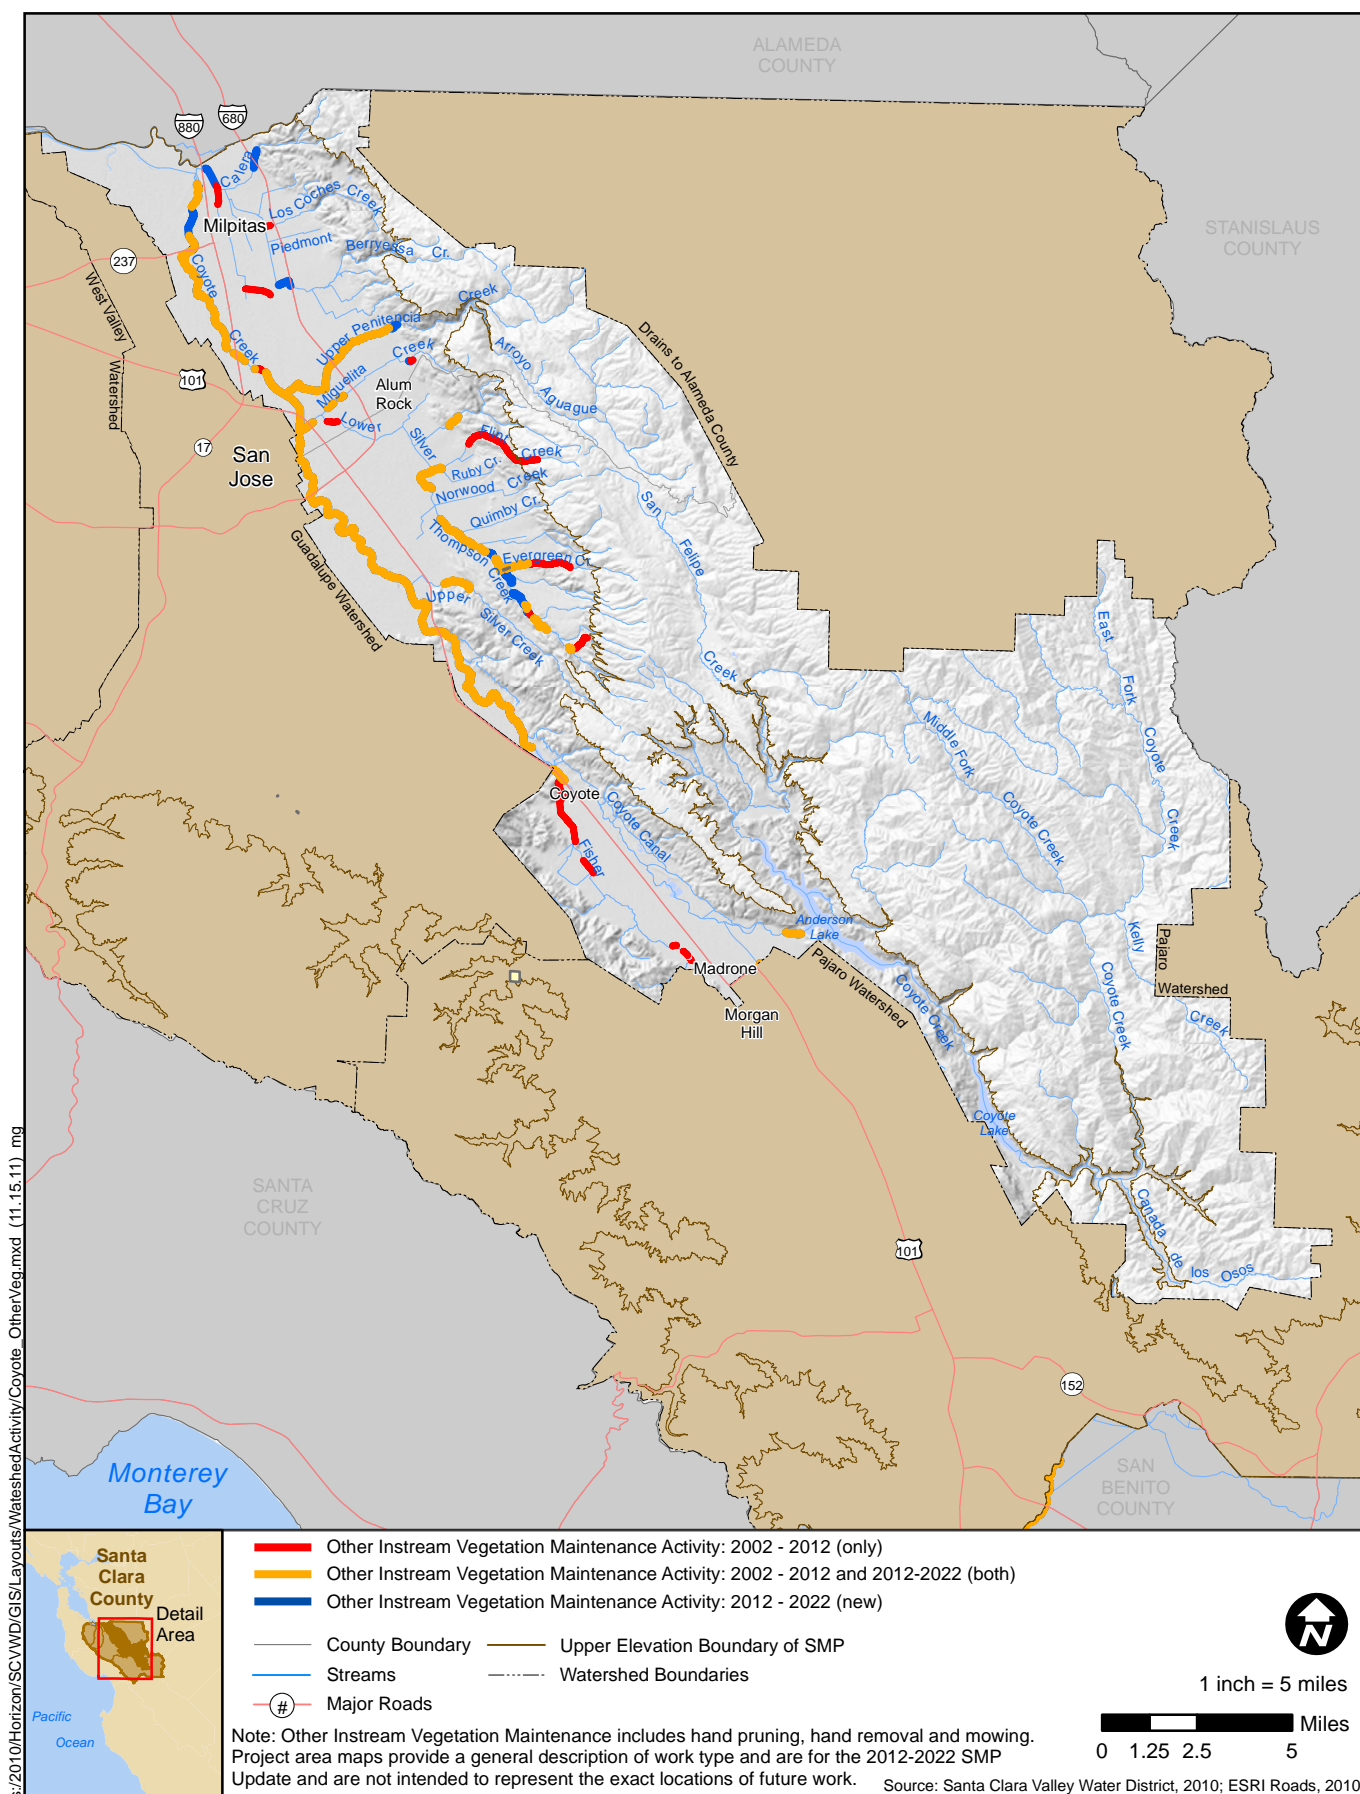 ALAMEDA
COUNTY
880
680
Calera
Los Coches Creek
Milpitas
Piedmont
Berryessa Cr.
STANISLAUS
COUNTY
237
Coyote
Creek
West Valley
Watershed
Creek
Upper Penitencia
Drains to Alameda County
101
Miguelita Creek
Arroyo
Aguague
Alum
Rock
Lower
Silver
17
San
Jose
Flint
Creek
Ruby Cr.
Norwood Creek
Quimby Cr.
San
Felipe
Creek
Guadalupe Watershed
Thompson Creek
Evergreen Cr.
Upper
Silver Creek
East
Fork
Coyote
Creek
Middle Fork
Coyote Creek
Coyote
Coyote Canal
Fisher
Anderson
Lake
Kelly
Creek
Pajaro
Watershed
Madrone
Pajaro Watershed
Coyote Creek
Coyote Creek
Morgan
Hill
Coyote
Lake
SANTA
CRUZ
COUNTY
Canada de los Osos
101
152
Monterey
Bay
SAN
BENITO
COUNTY
s:/2010/Horizon/SCVWD/GIS/Layouts/WatershedActivity/Coyote_OtherVeg.mxd (11.15.11) mg
Santa
Clara
County
Detail
Area
Pacific
Ocean
Other Instream Vegetation Maintenance Activity: 2002 - 2012 (only)
Other Instream Vegetation Maintenance Activity: 2002 - 2012 and 2012-2022 (both)
Other Instream Vegetation Maintenance Activity: 2012 - 2022 (new)
County Boundary
Upper Elevation Boundary of SMP
Streams
Watershed Boundaries
# Major Roads
N
1 inch = 5 miles
Miles
0 1.25 2.5 5
Note: Other Instream Vegetation Maintenance includes hand pruning, hand removal and mowing.
Project area maps provide a general description of work type and are for the 2012-2022 SMP
Update and are not intended to represent the exact locations of future work.
Source: Santa Clara Valley Water District, 2010; ESRI Roads, 2010